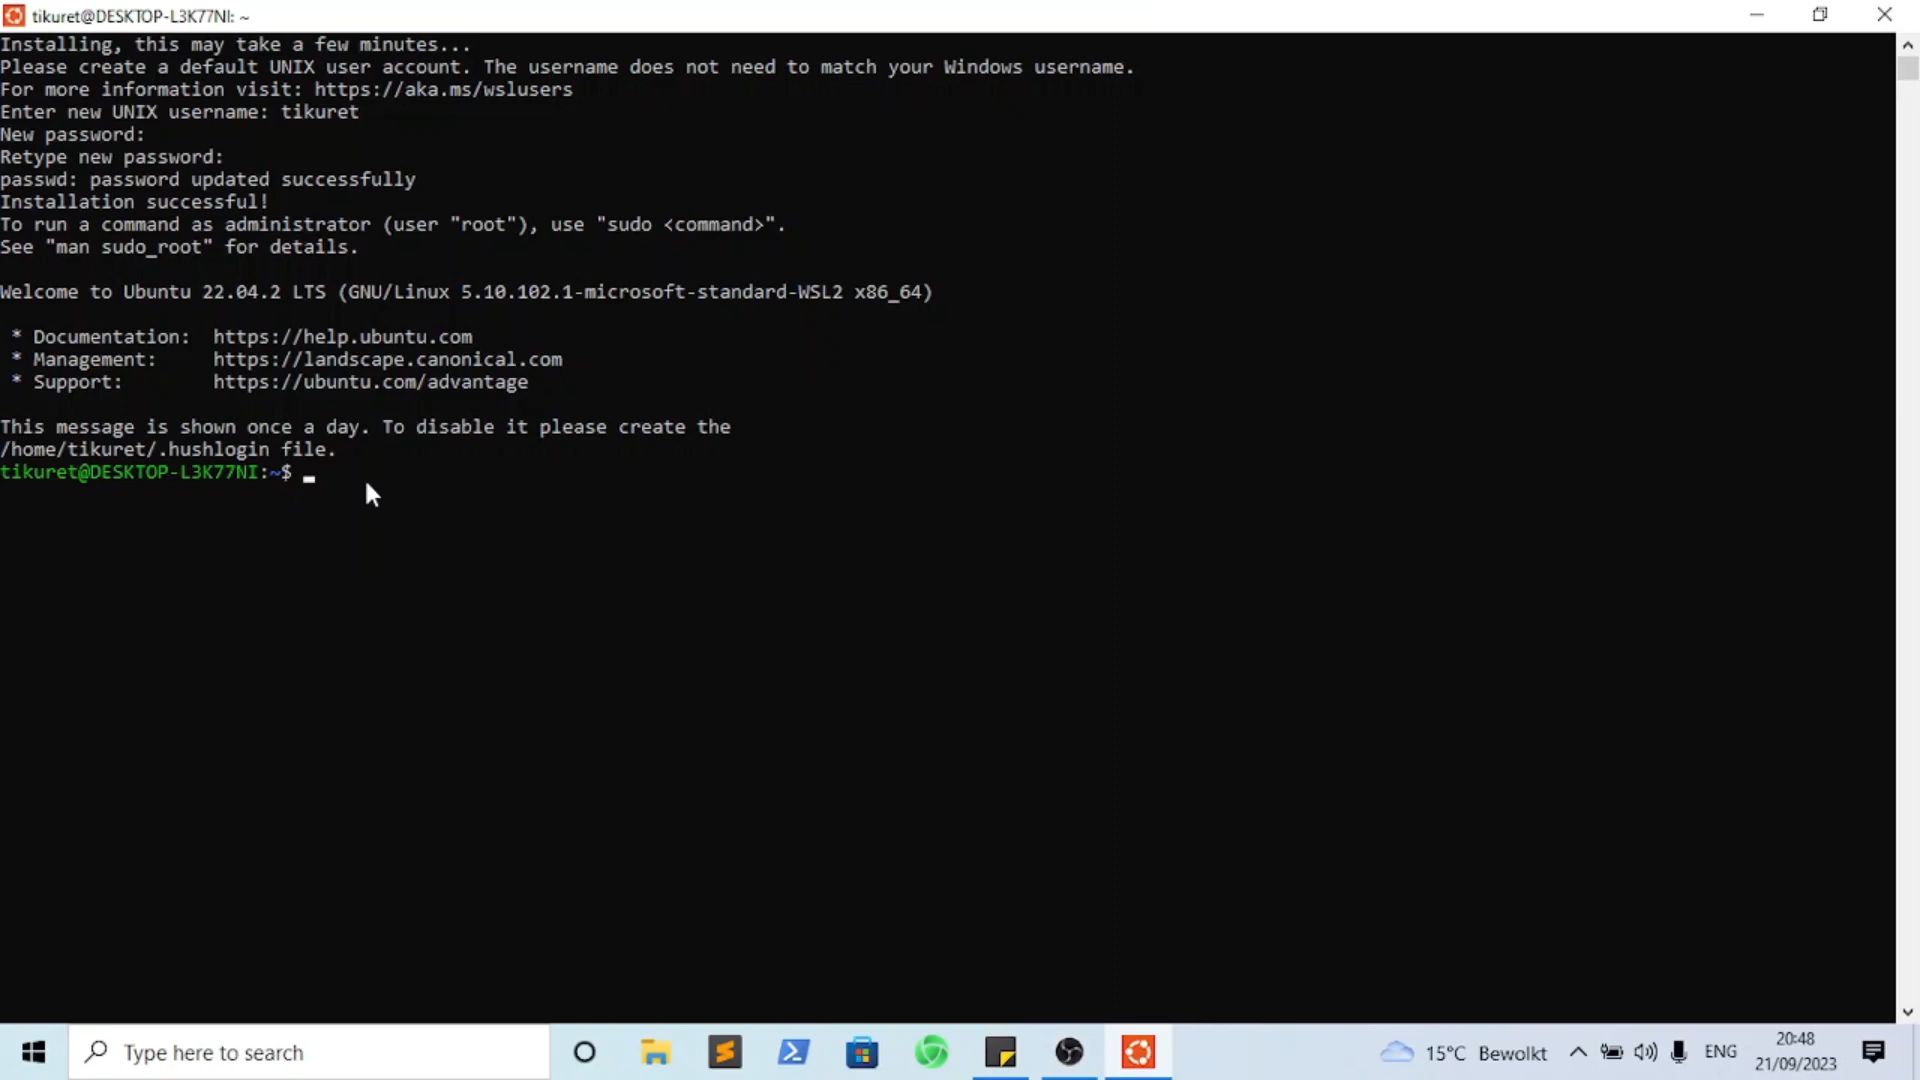 tikuret@DESKTOP-L3K77NI: ~
Installing, this may take a few minutes...
Please create a default UNIX user account. The username does not need to match your Windows username.
For more information visit: https://aka.ms/wslusers
Enter new UNIX username: tikuret
New password:
Retype new password:
passwd: password updated successfully
Installation successful!
To run a command as administrator (user "root"), use "sudo <command>".
See "man sudo_root" for details.
Welcome to Ubuntu 22.04.2 LTS (GNU/Linux 5.10.102.1-microsoft-standard-WSL2 x86_64)
* Documentation: https://help.ubuntu.com
* Management: https://landscape.canonical.com
* Support: https://ubuntu.com/advantage
This message is shown once a day. To disable it please create the
/home/tikuret/.hushlogin file.
tikuret@DESKTOP-L3K77NI:~$
Type here to search
15°C Bewolkt
ENG
20:48
21/09/2023